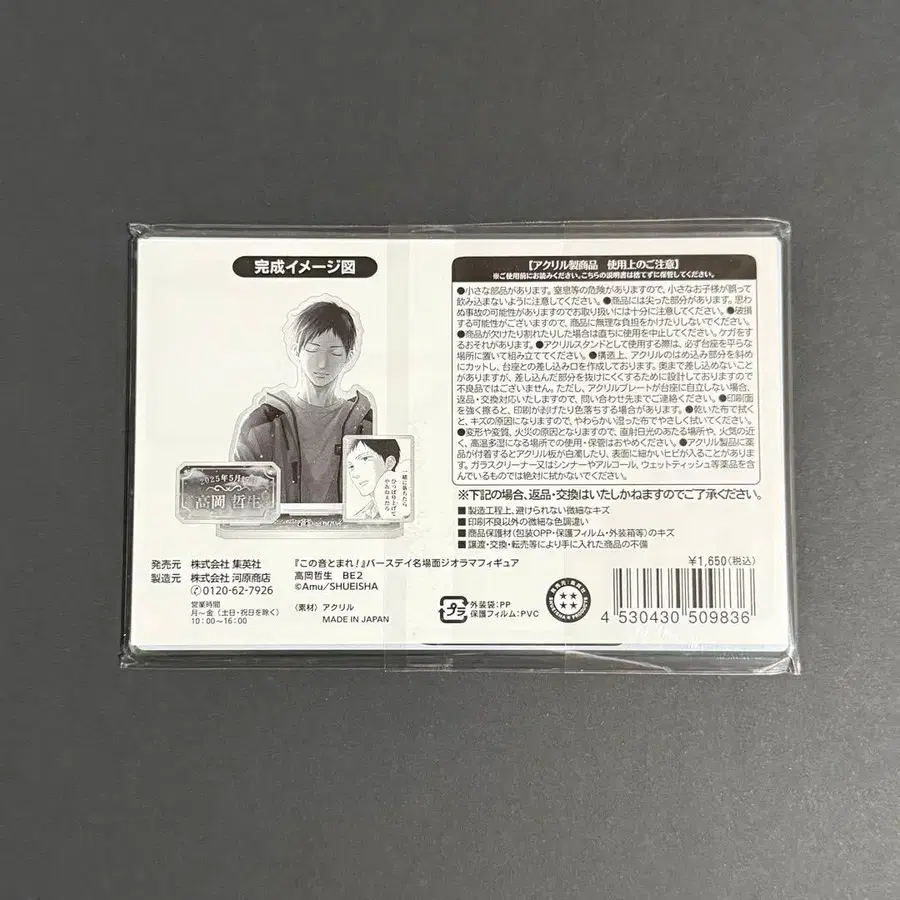 完成イメージ図
2025年5月
高岡 哲生
一緒に落ちたら
ひっぱり上げて
やれねぇだろ
発売元 株式会社 集英社
製造元 株式会社 河原商店
✆0120-62-7926
営業時間
月～金 (土日・祝日を除く)
10:00～16:00
『この音とまれ!』バースデイ名場面ジオラマフィギュア
高岡哲生 BE2
©Amu/SHUEISHA
〈素材〉アクリル
MADE IN JAPAN
【アクリル製商品 使用上のご注意】
※ご使用前にお読みください。こちらの説明書は捨てずに保管してください。
●小さな部品があります。窒息等の危険がありますので、小さなお子様が誤って
飲み込まないように注意してください。●商品には尖った部分があります。思わ
ぬ事故の可能性がありますのでお取り扱いには十分に注意してください。●破損
する可能性がございますので、商品に無理な負担をかけたりしないでください。
●商品が欠けたり割れたりした場合は直ちに使用を中止してください。ケガをす
るおそれがあります。●アクリルスタンドとして使用する際は、必ず台座を平らな
場所に置いて組み立ててください。●構造上、アクリルのはめ込み部分を斜め
にカットし、台座との差し込み口を作成しております。奥まで差し込めないこと
がありますが、差し込んだ部分を抜けにくくするために設計しておりますので
不良品ではございません。ただし、アクリルプレートが台座に自立しない場合、
返品・交換対応いたしますので、問い合わせ先までご連絡ください。●印刷面
を強く擦ると、印刷が剥げたり色落ちする場合があります。●乾いた布で拭く
と、キズの原因になりますので、やわらかい湿った布でやさしく拭いてください。
●変形や変質、火災の原因となりますので、直射日光のあたる場所や、火気の近
く、高温多湿になる場所での使用・保管はおやめください。●アクリル製品に薬
品が付着するとアクリル板が白濁したり、表面に細かいヒビが入ることがありま
す。ガラスクリーナー又はシンナーやアルコール、ウェットティッシュ等薬品を含ん
でいるものでは絶対に拭かないでください。
※下記の場合、返品・交換はいたしかねますのでご了承ください。
■製造工程上、避けられない微細なキズ
■印刷不良以外の微細な色調違い
■商品保護材(包装OPP・保護フィルム・外装箱等)のキズ
■譲渡・交換・転売等により手に入れた商品の不備
¥1,650(税込)
プラ
外装袋:PP
保護フィルム:PVC
4 530430 509836